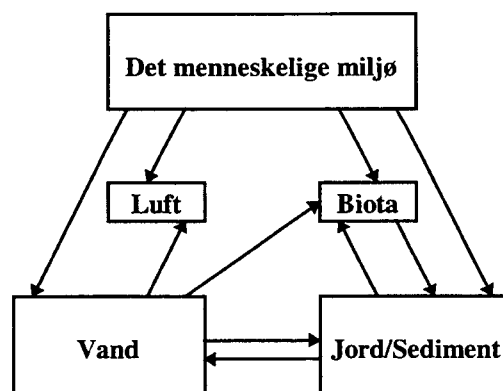 Det menneskelige miljø
Luft
Biota
Vand
Jord/Sediment